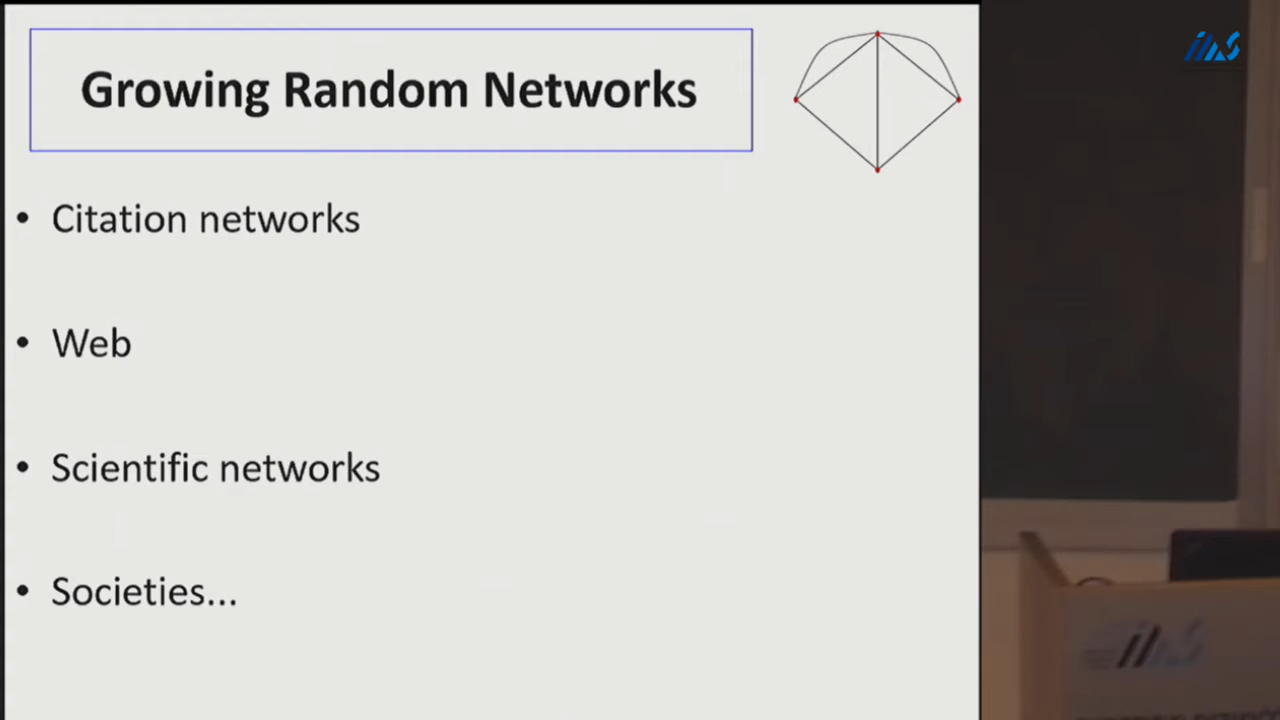 Growing Random Networks
• Citation networks
• Web
• Scientific networks
• Societies...